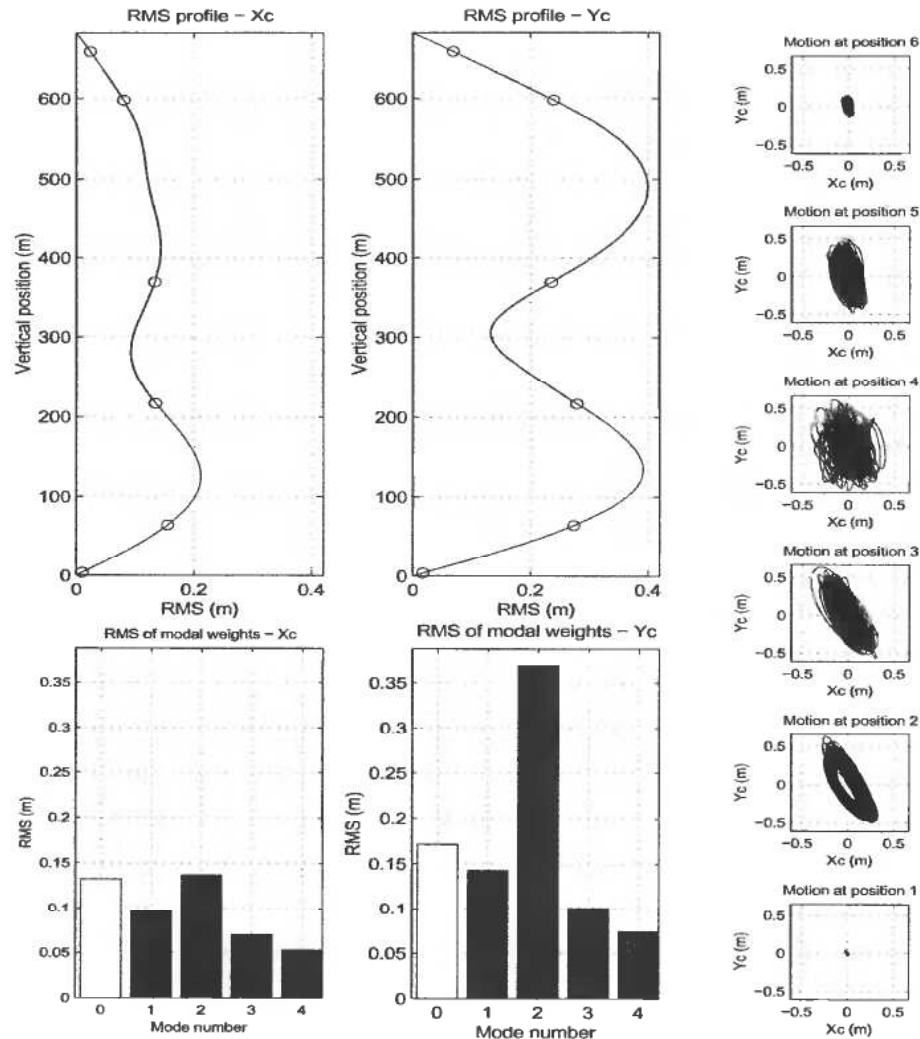 RMS profile – Xc
600
500
400
300
200
100
0
Vertical position (m)
0
0.2
0.4
RMS (m)
RMS profile – Yc
600
500
400
300
200
100
0
Vertical position (m)
0
0.2
0.4
RMS (m)
RMS of modal weights – Xc
0.35
0.3
0.25
0.2
0.15
0.1
0.05
0
RMS (m)
0
1
2
3
4
Mode number
RMS of modal weights – Yc
0.35
0.3
0.25
0.2
0.15
0.1
0.05
0
RMS (m)
0
1
2
3
4
Mode number
Motion at position 6
0.5
0
−0.5
Yc (m)
−0.5
0
0.5
Xc (m)
Motion at position 5
0.5
0
−0.5
Yc (m)
−0.5
0
0.5
Xc (m)
Motion at position 4
0.5
0
−0.5
Yc (m)
−0.5
0
0.5
Xc (m)
Motion at position 3
0.5
0
−0.5
Yc (m)
−0.5
0
0.5
Xc (m)
Motion at position 2
0.5
0
−0.5
Yc (m)
−0.5
0
0.5
Xc (m)
Motion at position 1
0.5
0
−0.5
Yc (m)
−0.5
0
0.5
Xc (m)